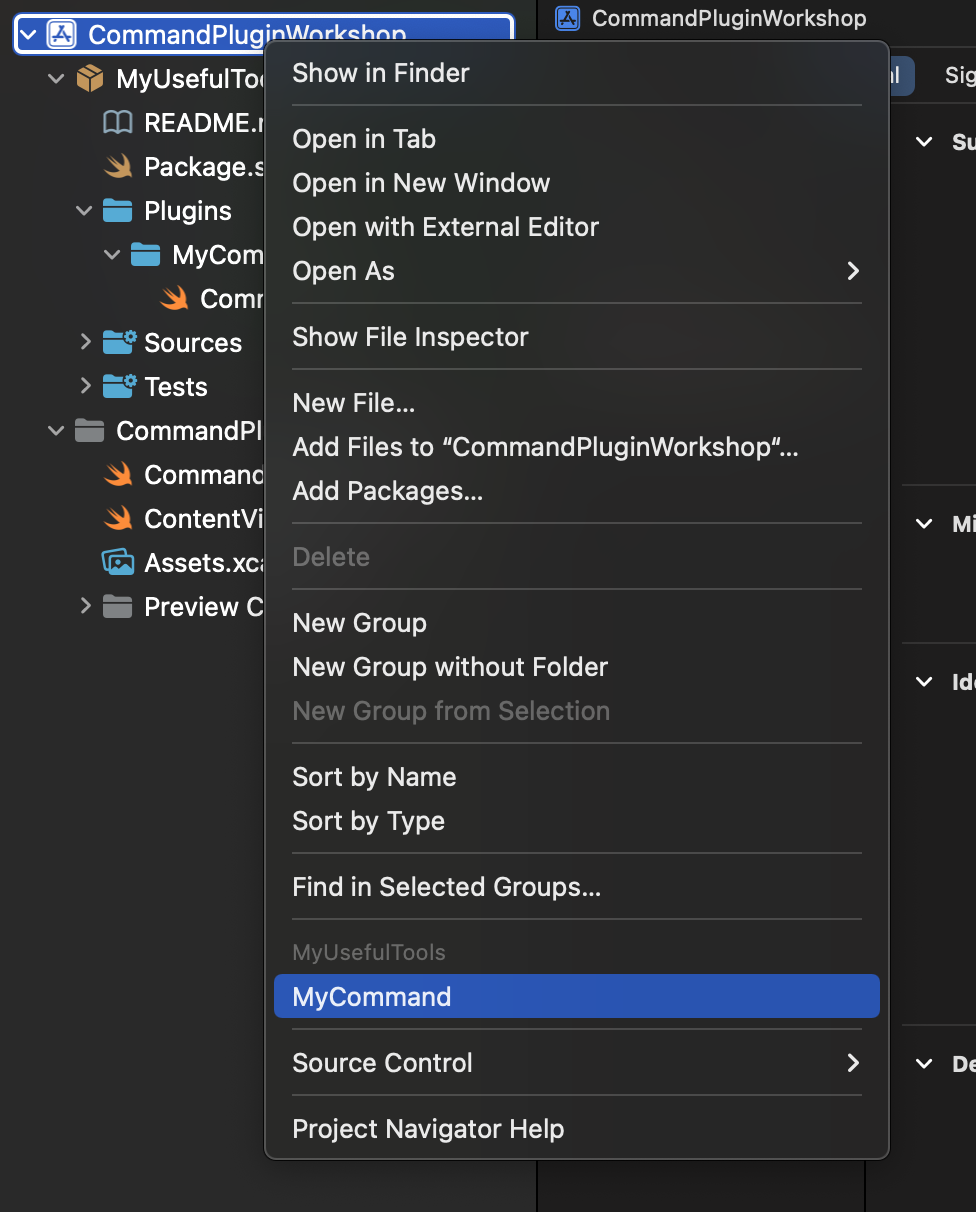 CommandPluginWorkshop
CommandPluginWorkshop
MyUsefulToo
README.
Package.s
Plugins
MyCom
Com
Sources
Tests
CommandPl
Command
ContentVi
Assets.xca
Preview C
Show in Finder
Open in Tab
Open in New Window
Open with External Editor
Open As
Show File Inspector
New File...
Add Files to “CommandPluginWorkshop“...
Add Packages...
Delete
New Group
New Group without Folder
New Group from Selection
Sort by Name
Sort by Type
Find in Selected Groups...
MyUsefulTools
MyCommand
Source Control
Project Navigator Help
Sig
Su
Mi
Ide
De